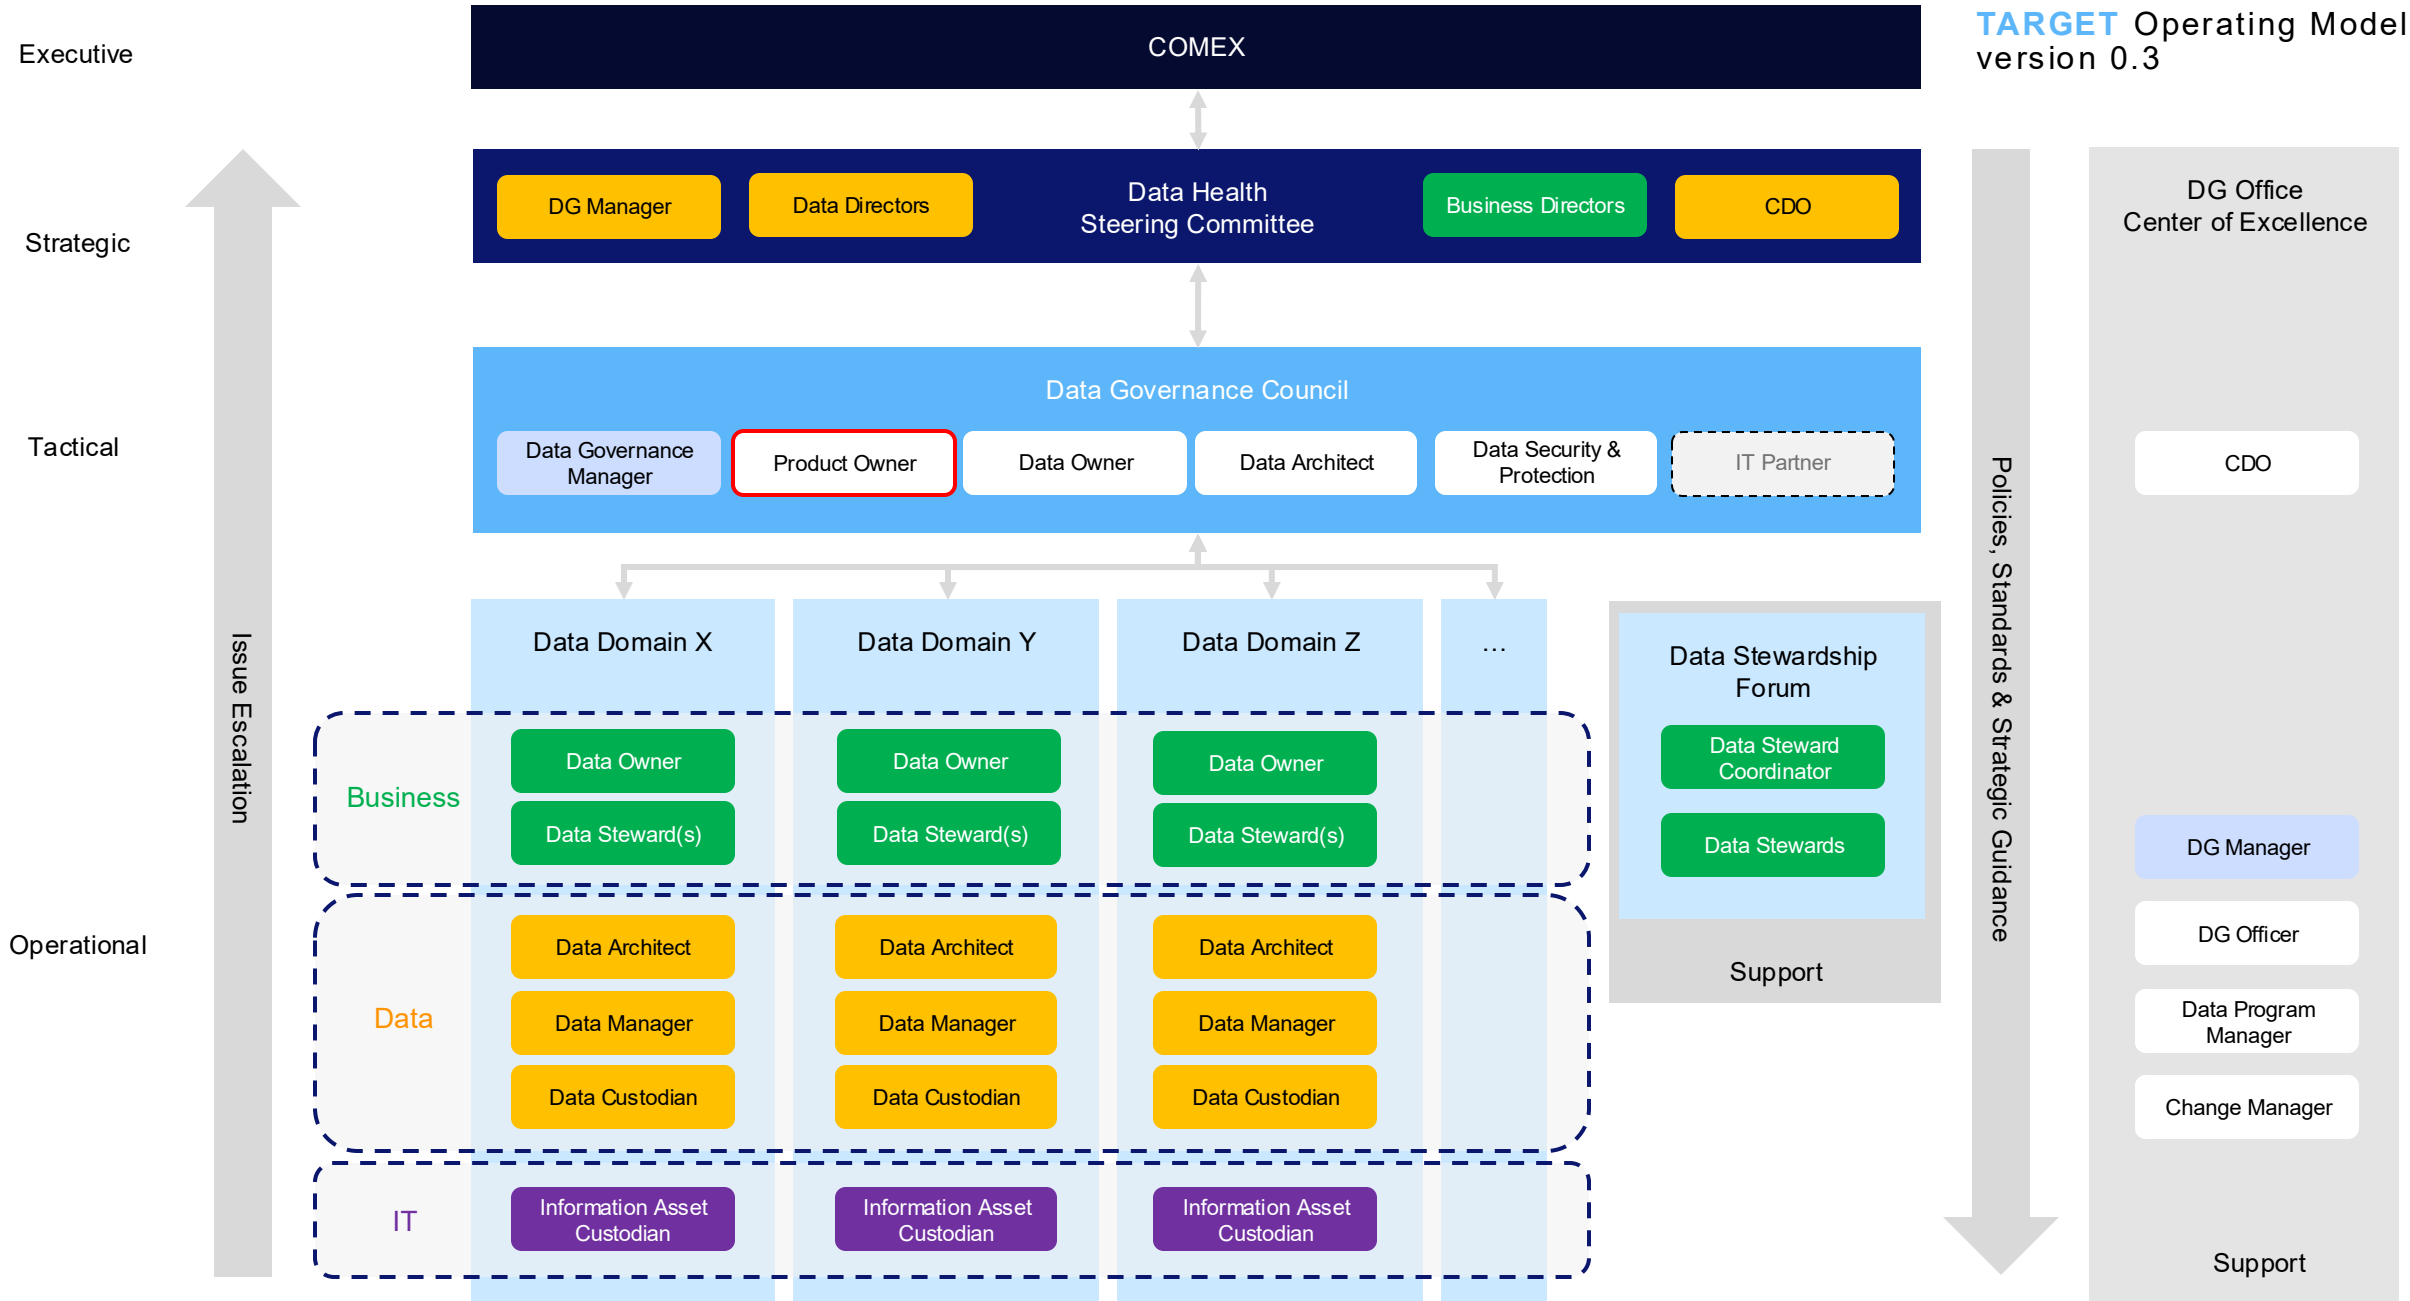 Executive
COMEX
TARGET Operating Model
version 0.3
Strategic
DG Manager
Data Directors
Data Health
Steering Committee
Business Directors
CDO
DG Office
Center of Excellence
Tactical
Data Governance Council
Data Governance
Manager
Product Owner
Data Owner
Data Architect
Data Security &
Protection
IT Partner
CDO
Issue Escalation
Policies, Standards & Strategic Guidance
Operational
Data Domain X
Data Domain Y
Data Domain Z
...
Data Stewardship
Forum
Data Steward
Coordinator
Data Stewards
Support
Business
Data Owner
Data Owner
Data Owner
Data Steward(s)
Data Steward(s)
Data Steward(s)
Data
Data Architect
Data Architect
Data Architect
Data Manager
Data Manager
Data Manager
Data Custodian
Data Custodian
Data Custodian
IT
Information Asset
Custodian
Information Asset
Custodian
Information Asset
Custodian
DG Manager
DG Officer
Data Program
Manager
Change Manager
Support